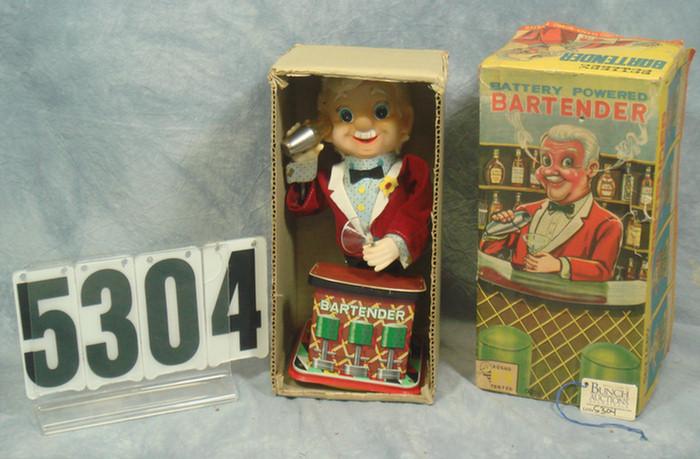 5304
BARTENDER
BARTENDER
BATTERY POWERED
BARTENDER
BUNCH
AUCTIONS
5304